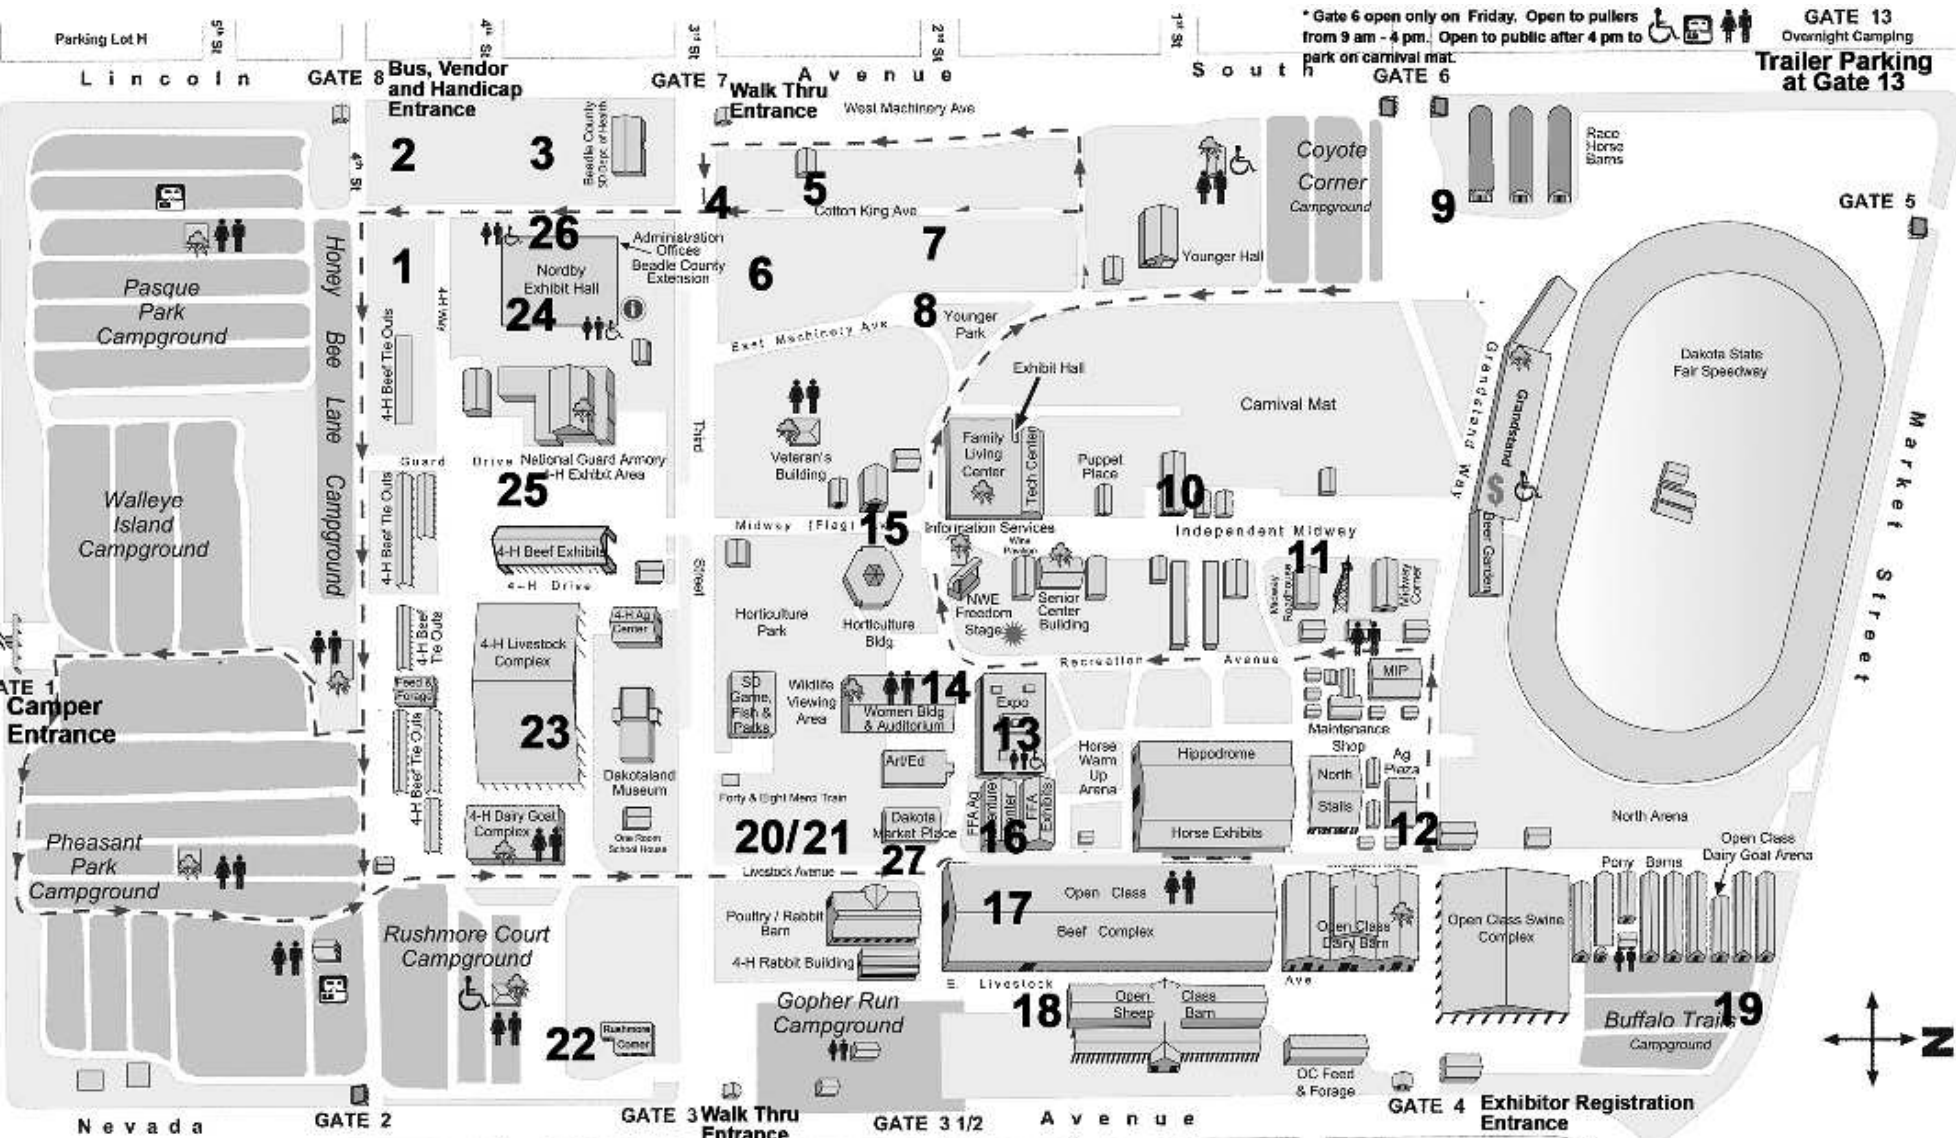 * Gate 6 open only on Friday. Open to pullers
from 9 am - 4 pm. Open to public after 4 pm to
park on carnival mat.
GATE 13
Overnight Camping
Trailer Parking
at Gate 13
Parking Lot H
5th St
4th St
3rd St
2nd St
1st St
Lincoln
Avenue
South
GATE 8
Bus, Vendor
and Handicap
Entrance
GATE 7
Walk Thru
Entrance
West Machinery Ave
GATE 6
GATE 5
Race
Horse
Barns
2
3
Beadle County
SD Dept. of Health
4th St
4
5
Cotton King Ave
Coyote
Corner
Campground
9
Younger Hall
26
Administration
Offices
Beadle County
Extension
Nordby
Exhibit Hall
24
1
4-H Way
6
7
8
Younger
Park
East Machinery Ave
Exhibit Hall
Pasque
Park
Campground
Honey Bee Lane Campground
4-H Beef Tie Outs
Guard Drive
National Guard Armory
4-H Exhibit Area
25
Third
Street
Veteran's
Building
Family
Living
Center
Tech Center
Puppet
Place
Carnival Mat
10
Grandstand Way
Grandstand
$
Beer Garden
Dakota State
Fair Speedway
Market Street
Walleye
Island
Campground
4-H Beef Tie Outs
4-H Beef Exhibits
4-H Drive
Midway (Flag)
15
Information Services
Wine
Pavilion
Independent Midway
11
Midway
Roadhouse
Midway
Corner
NWE
Freedom
Stage
Senior
Center
Building
Horticulture
Park
Horticulture
Bldg
4-H Beef
Tie Outs
4-H Livestock
Complex
4-H Ag
Center
Recreation Avenue
GATE 1
Camper
Entrance
Feed &
Forage
4-H Beef Tie Outs
23
Dakotaland
Museum
SD
Game,
Fish &
Parks
Wildlife
Viewing
Area
14
Women Bldg
& Auditorium
Expo
13
MIP
Maintenance
Shop
Horse
Warm
Up
Arena
Hippodrome
Horse Exhibits
North
Stalls
Ag
Plaza
12
North Arena
Art/Ed
Forty & Eight Merci Train
20/21
Dakota
Market Place
27
FFA Ag
FFA
Exhibits
16
4-H Dairy Goat
Complex
One Room
School House
Livestock Avenue
Pheasant
Park
Campground
Rushmore Court
Campground
Poultry / Rabbit
Barn
4-H Rabbit Building
17
Open Class
Beef Complex
Open Class
Dairy Barn
Open Class Swine
Complex
Pony Barns
Open Class
Dairy Goat Arena
E. Livestock Ave
18
Open Class
Sheep Barn
19
Buffalo Trails
Campground
Gopher Run
Campground
22
Rushmore
Corner
OC Feed
& Forage
N
Nevada
Avenue
GATE 2
GATE 3
Walk Thru
Entrance
GATE 3 1/2
GATE 4
Exhibitor Registration
Entrance